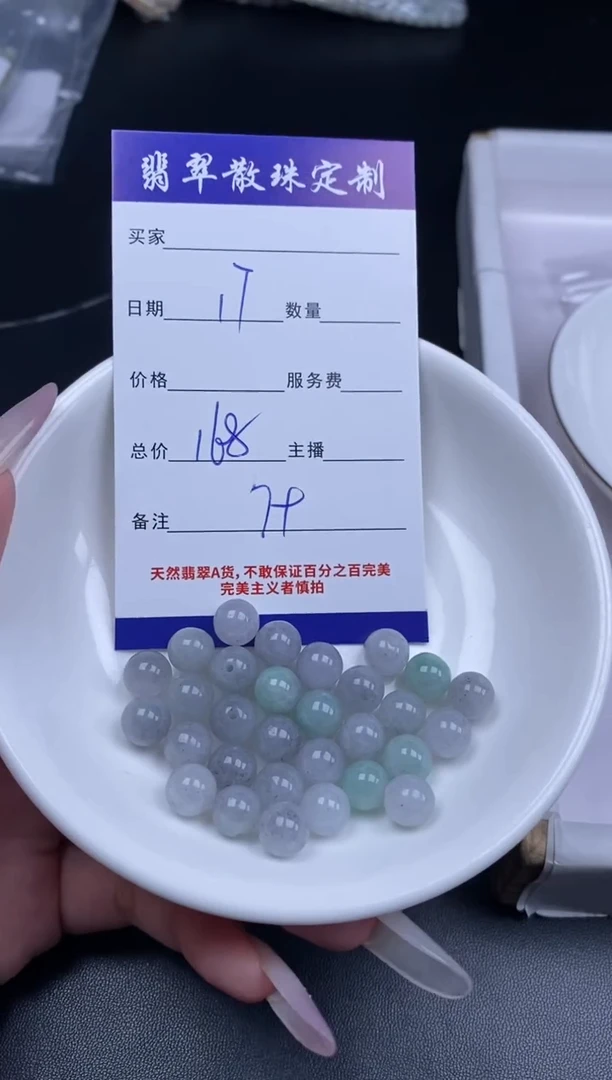 翡翠散珠定制
买家
日期 17 数量
价格 服务费
总价 168 主播
备注
天然翡翠A货,不敢保证百分之百完美
完美主义者慎拍